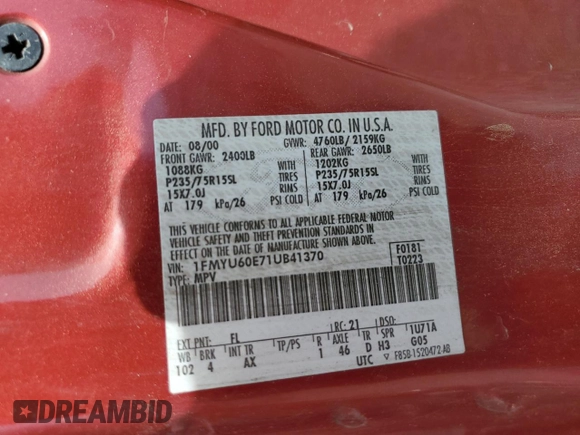 MFD. BY FORD MOTOR CO. IN U.S.A.
DATE: 08/00 GVWR: 4760LB/ 2159KG
FRONT GAWR: 2400LB REAR GAWR: 2650LB
1088KG WITH 1202KG WITH
P235/75R15SL TIRES P235/75R15SL TIRES
15X7.0J RIMS 15X7.0J RIMS
AT 179 kPa/26 PSI COLD AT 179 kPa/26 PSI COLD
THIS VEHICLE CONFORMS TO ALL APPLICABLE FEDERAL MOTOR
VEHICLE SAFETY AND THEFT PREVENTION STANDARDS IN EFFECT
ON THE DATE OF MANUFACTURE SHOWN ABOVE.
VEHICLE IN: 1FMYU60E71UB41370 F0181
TYPE: MPV T0223
EXT PNT: FL RC: 21 DSO:
WB BRK INT TR TP/PS R AXLE TR SPR 1U71A
102 4 AX 1 46 D H3 G05
UTC F85B-1520472-AB
DREAMBID